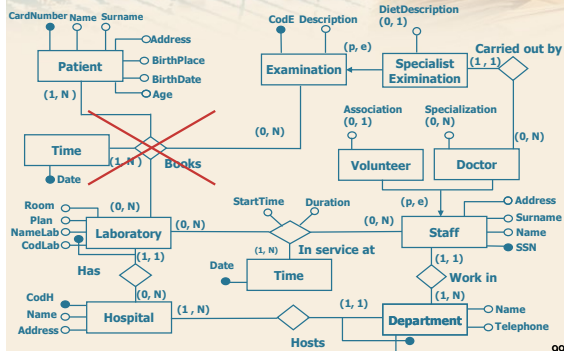 CardNumber Name Surname
Address
Patient
BirthPlace
BirthDate
Age
(1, N)
CodE Description
Examination
(p, e)
DietDescription
(0, 1)
Specialist
Eximination
(1 , 1)
Carried out by
(0, N)
Time
(1, N)
Books
(0, N)
Date
Association
(0, 1)
Specialization
(0, N)
Volunteer
Doctor
(p, e)
Room
Plan
NameLab
CodLab
(0, N)
Laboratory
(0, N)
StartTime
Duration
(0, N)
Staff
Address
Surname
Name
SSN
(1, N)
In service at
Date
Time
(1, 1)
Has
(0, N)
(1, 1)
Work in
(1, N)
CodH
Name
Address
Hospital
(1 , N)
Hosts
(1, 1)
Department
Name
Telephone
99